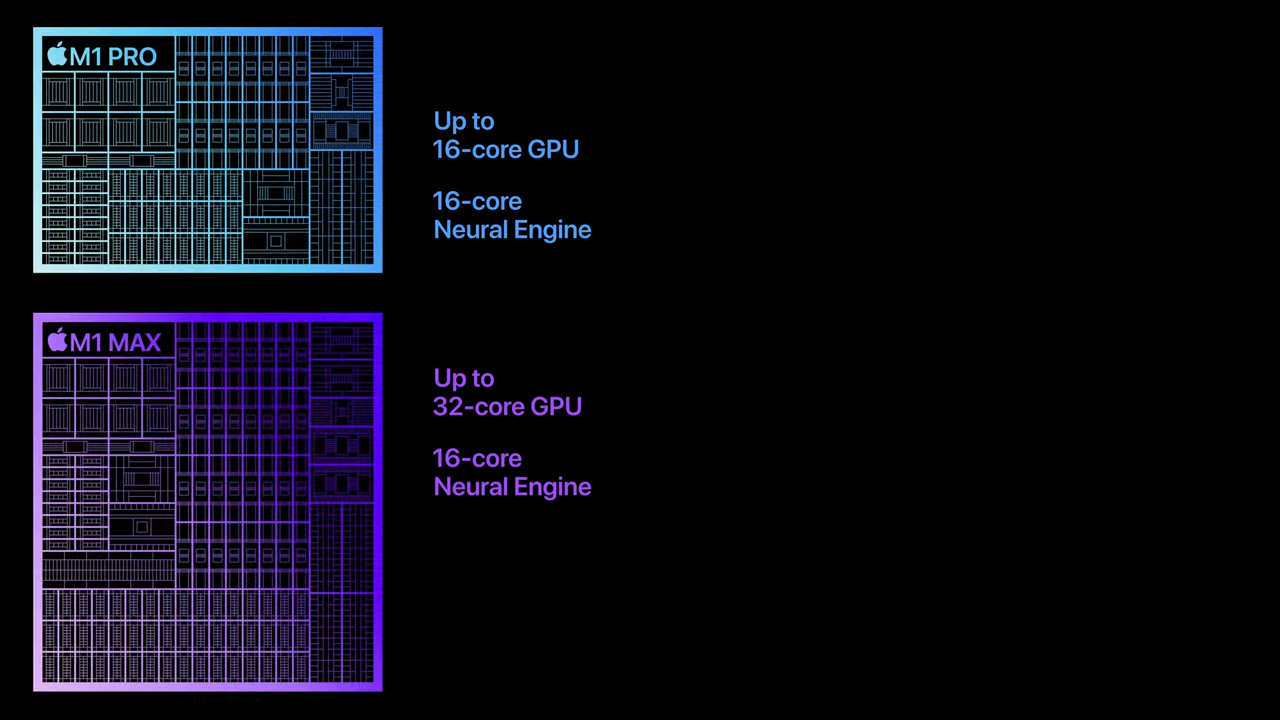 M1 PRO
Up to
16-core GPU
16-core
Neural Engine
M1 MAX
Up to
32-core GPU
16-core
Neural Engine